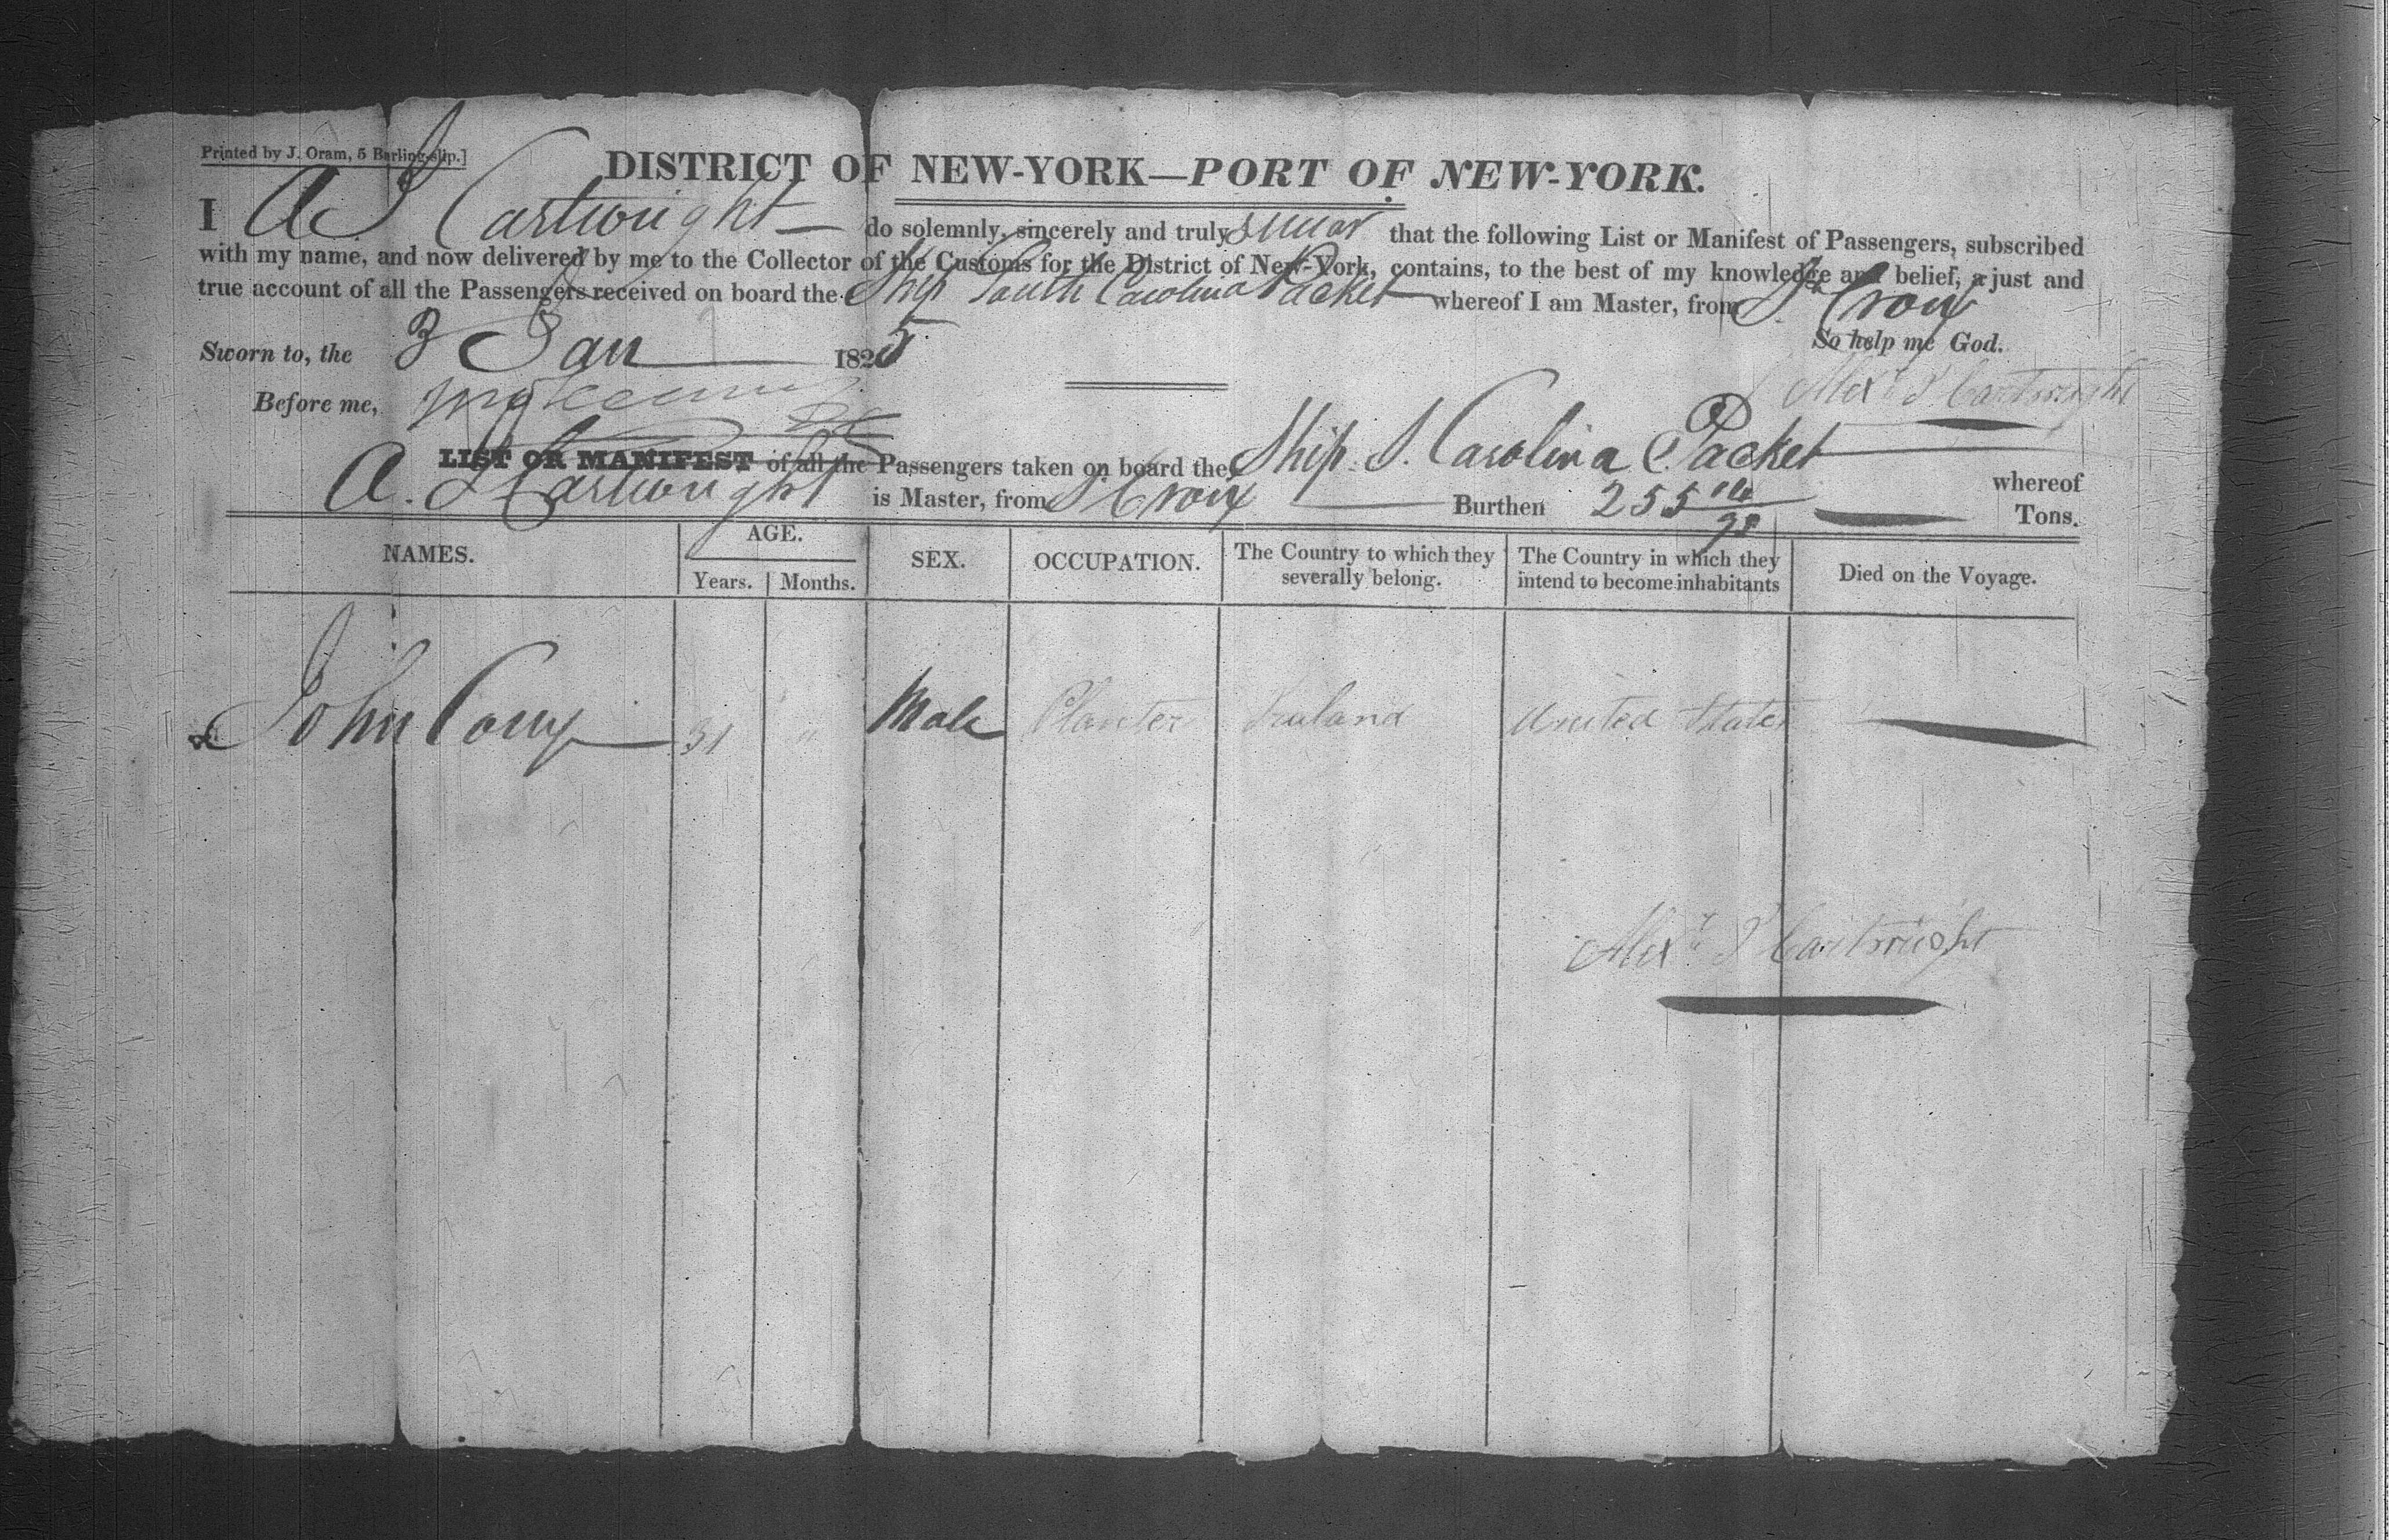 Printed by J. Oram, 5 Burling-slip.]
DISTRICT OF NEW-YORK—PORT OF NEW-YORK.
I A J Cartwright do solemnly, sincerely and truly swear that the following List or Manifest of Passengers, subscribed
with my name, and now delivered by me to the Collector of the Customs for the District of New-York, contains, to the best of my knowledge and belief, a just and
true account of all the Passengers received on board the Ship South Carolina Packet whereof I am Master, from St Croix
So help me God.
Sworn to, the 3 Jan 1825
Alexr J Cartwright
Before me,
LIST OR MANIFEST of all the Passengers taken on board the Ship S. Carolina Packet whereof
A. J Cartwright is Master, from St Croix Burthen 255 14/95 Tons.
NAMES. AGE. SEX. OCCUPATION. The Country to which they severally belong. The Country in which they intend to become inhabitants Died on the Voyage.
Years. Months.
John Corry 31 " Male Planter Ireland United States
Alexr J Cartwright